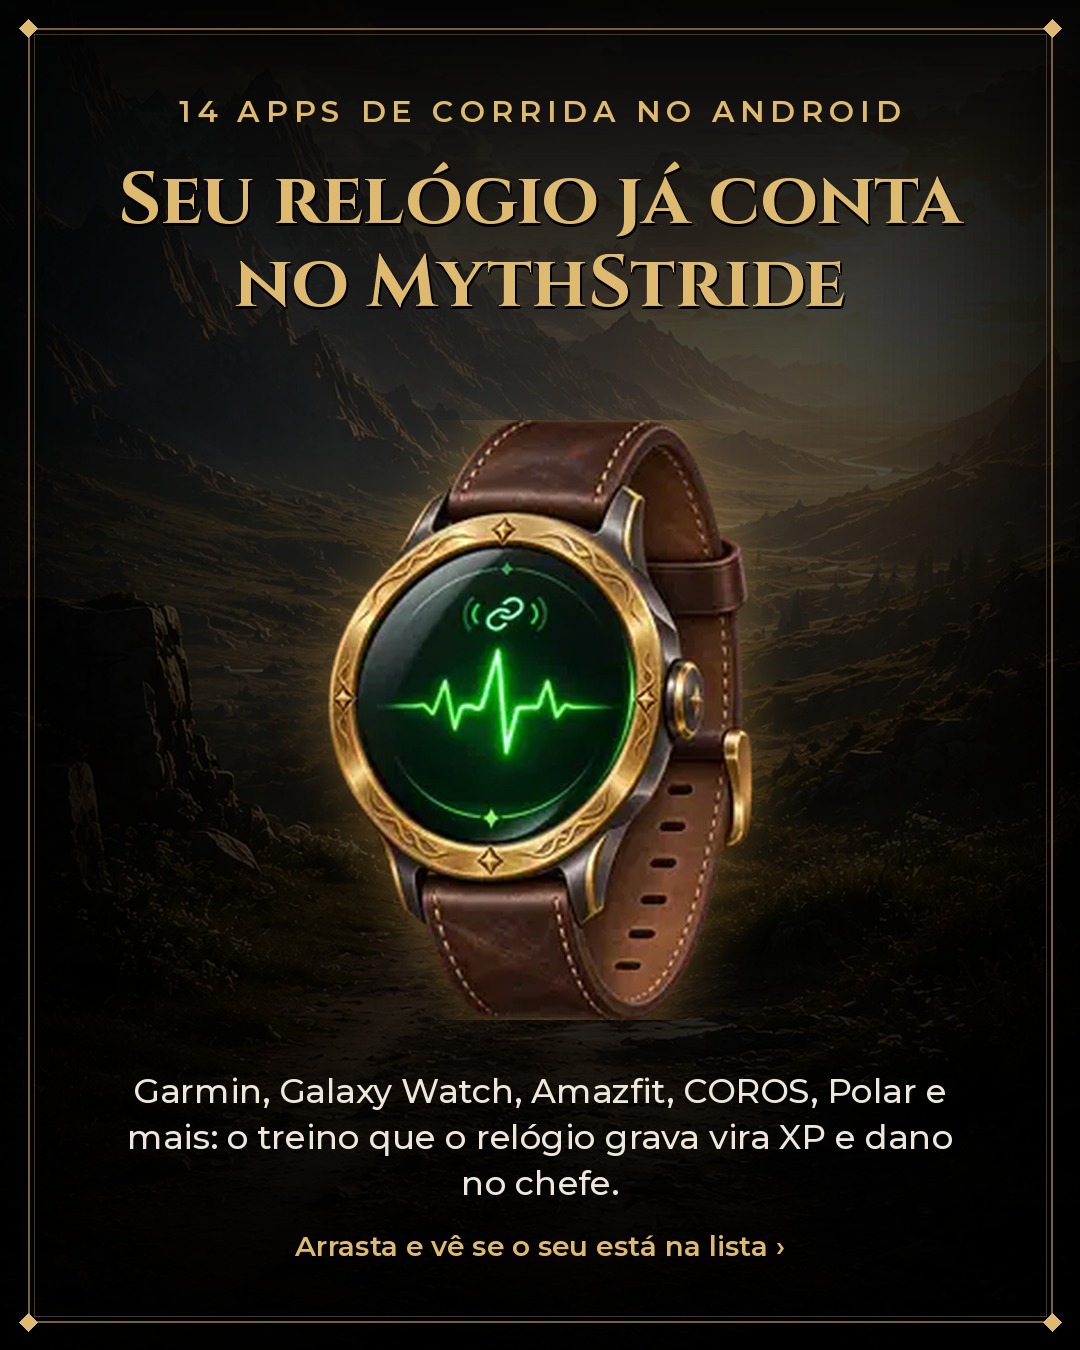 14 APPS DE CORRIDA NO ANDROID
Seu relógio já conta
no MythStride
Garmin, Galaxy Watch, Amazfit, COROS, Polar e
mais: o treino que o relógio grava vira XP e dano
no chefe.
Arrasta e vê se o seu está na lista ›